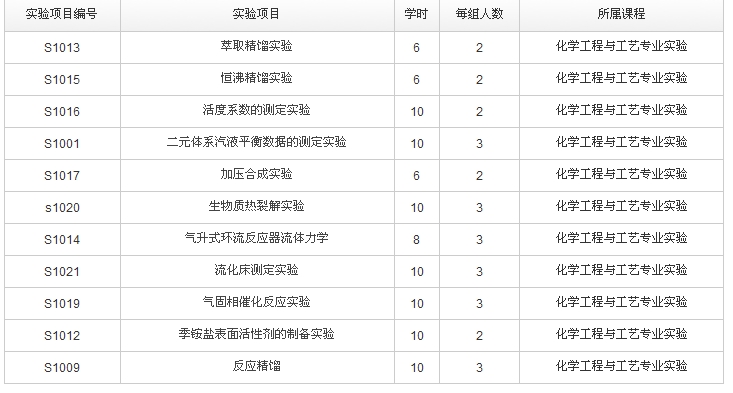 实验项目编号 实验项目 学时 每组人数 所属课程
S1013 萃取精馏实验 6 2 化学工程与工艺专业实验
S1015 恒沸精馏实验 6 2 化学工程与工艺专业实验
S1016 活度系数的测定实验 10 2 化学工程与工艺专业实验
S1001 二元体系汽液平衡数据的测定实验 10 3 化学工程与工艺专业实验
S1017 加压合成实验 6 2 化学工程与工艺专业实验
s1020 生物质热裂解实验 10 3 化学工程与工艺专业实验
S1014 气升式环流反应器流体力学 8 3 化学工程与工艺专业实验
S1021 流化床测定实验 10 3 化学工程与工艺专业实验
S1019 气固相催化反应实验 10 3 化学工程与工艺专业实验
S1012 季铵盐表面活性剂的制备实验 10 2 化学工程与工艺专业实验
S1009 反应精馏 10 3 化学工程与工艺专业实验